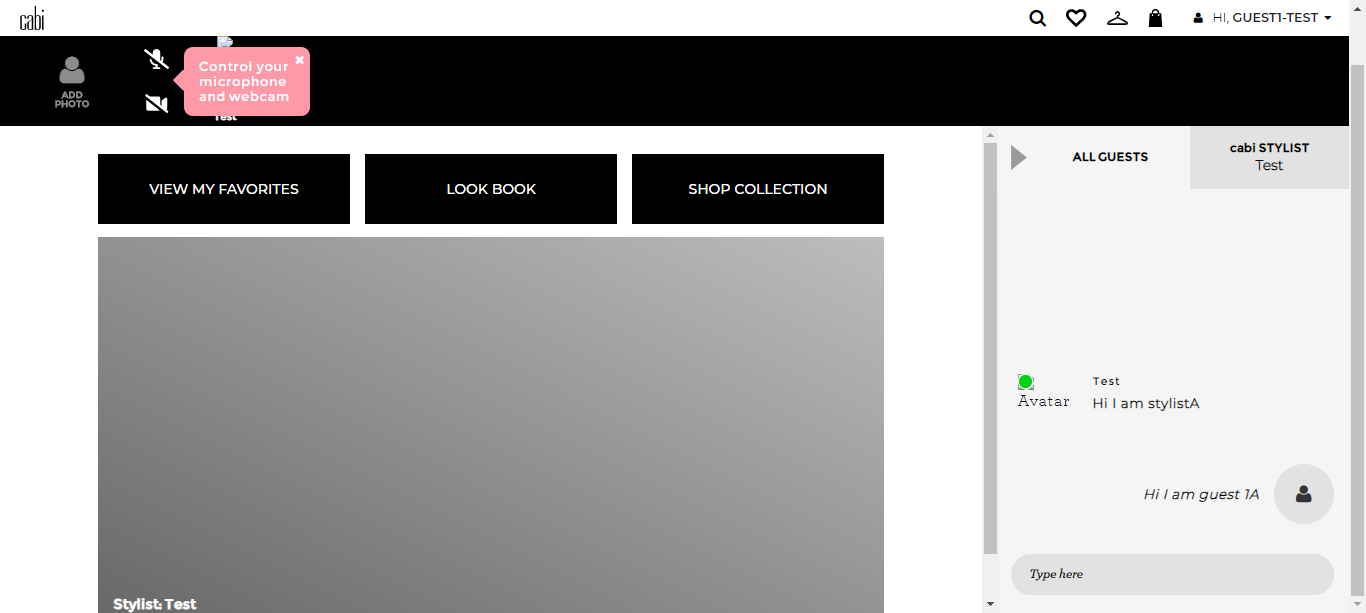 cabi
HI, GUEST1-TEST
ADD
PHOTO
Control your
microphone
and webcam
Test
VIEW MY FAVORITES
LOOK BOOK
SHOP COLLECTION
Stylist: Test
ALL GUESTS
cabi STYLIST
Test
Avatar
Test
Hi I am stylistA
Hi I am guest 1A
Type here